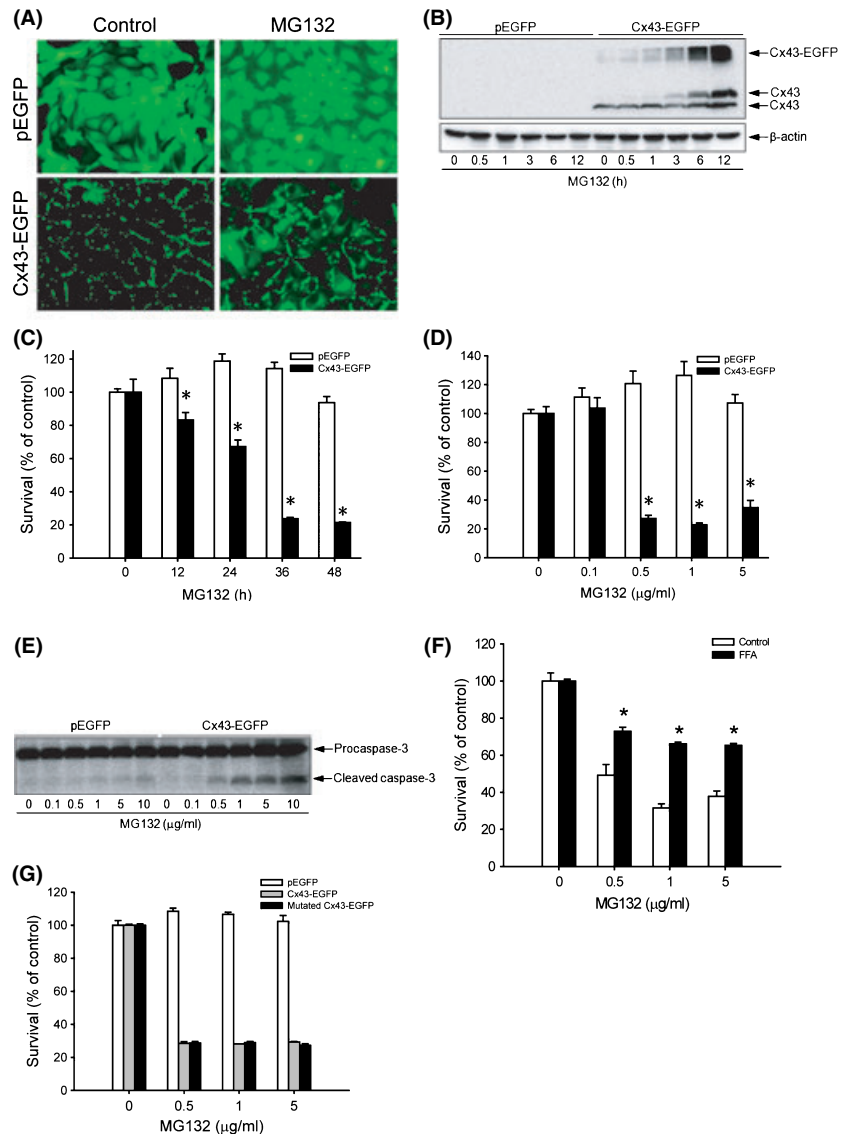 (A)
Control
MG132
pEGFP
Cx43-EGFP
(B)
pEGFP
Cx43-EGFP
Cx43-EGFP
Cx43
Cx43
β-actin
0 0.5 1 3 6 12 0 0.5 1 3 6 12
MG132 (h)
(C)
Survival (% of control)
120
100
80
60
40
20
0
pEGFP
Cx43-EGFP
* * * *
0 12 24 36 48
MG132 (h)
(D)
Survival (% of control)
140
120
100
80
60
40
20
0
pEGFP
Cx43-EGFP
* * *
0 0.1 0.5 1 5
MG132 (µg/ml)
(E)
pEGFP
Cx43-EGFP
Procaspase-3
Cleaved caspase-3
0 0.1 0.5 1 5 10 0 0.1 0.5 1 5 10
MG132 (µg/ml)
(F)
Survival (% of control)
120
100
80
60
40
20
0
Control
FFA
* * *
0 0.5 1 5
MG132 (µg/ml)
(G)
Survival (% of control)
120
100
80
60
40
20
0
pEGFP
Cx43-EGFP
Mutated Cx43-EGFP
0 0.5 1 5
MG132 (µg/ml)